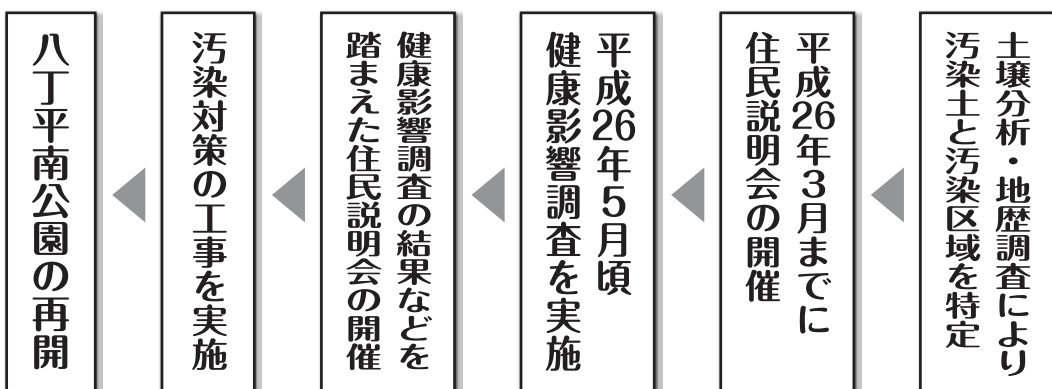 土壌分析・地歴調査により
汚染土と汚染区域を特定
平成26年3月までに
住民説明会の開催
平成26年5月頃
健康影響調査を実施
健康影響調査の結果などを
踏まえた住民説明会の開催
汚染対策の工事を実施
八丁平南公園の再開